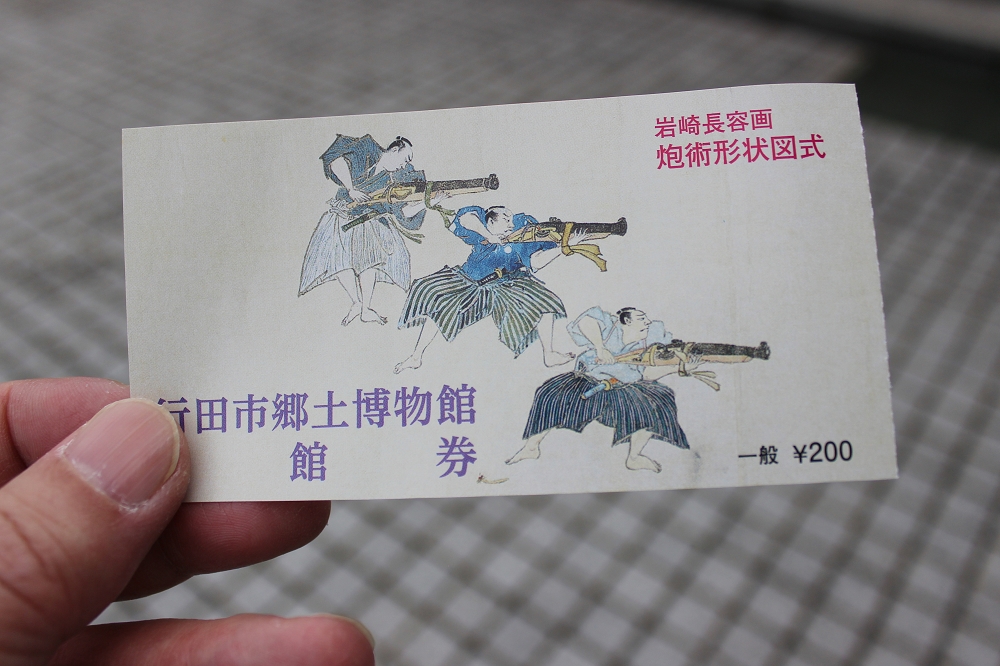 岩崎長容画
炮術形状図式
行田市郷土博物館
館 券
一般 ¥200